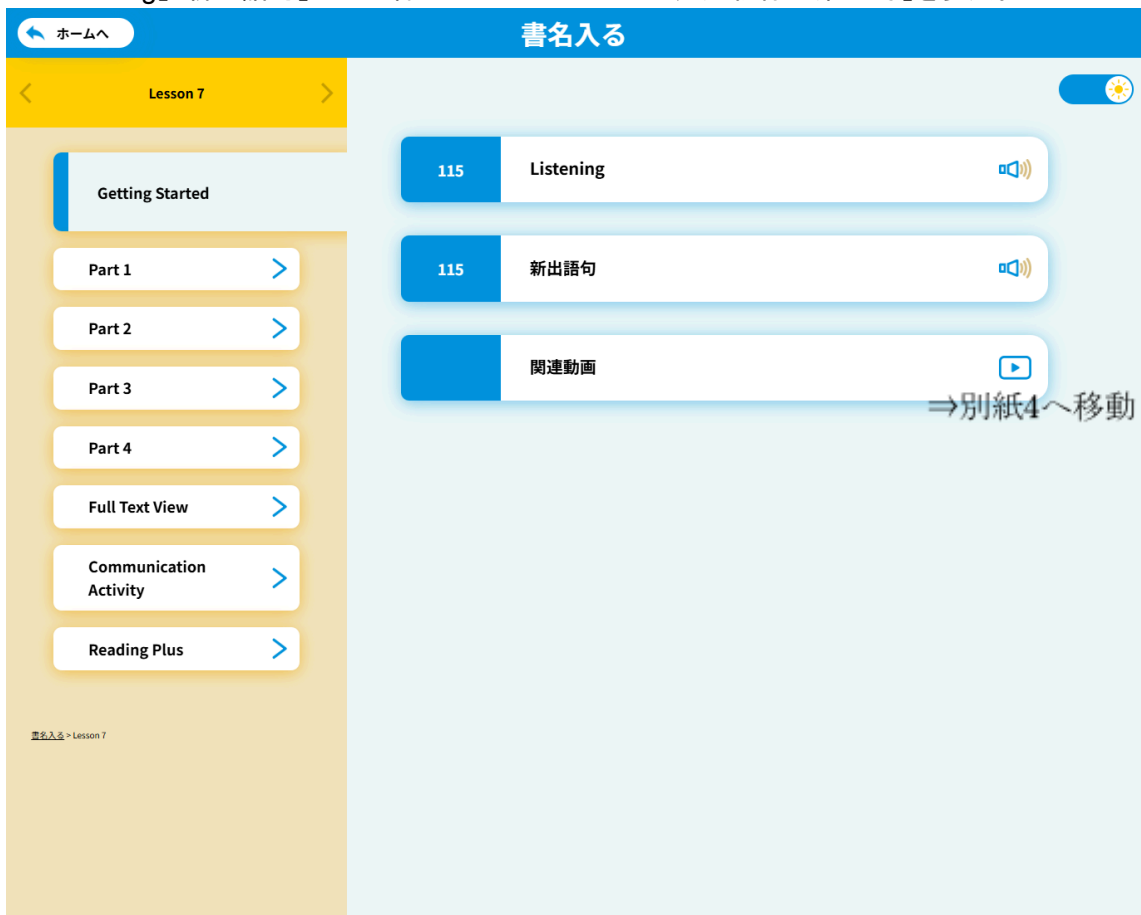 ホームへ
書名入る
Lesson 7
Getting Started
Part 1
Part 2
Part 3
Part 4
Full Text View
Communication
Activity
Reading Plus
書名入る > Lesson 7
115 Listening
115 新出語句
関連動画
⇒別紙4へ移動